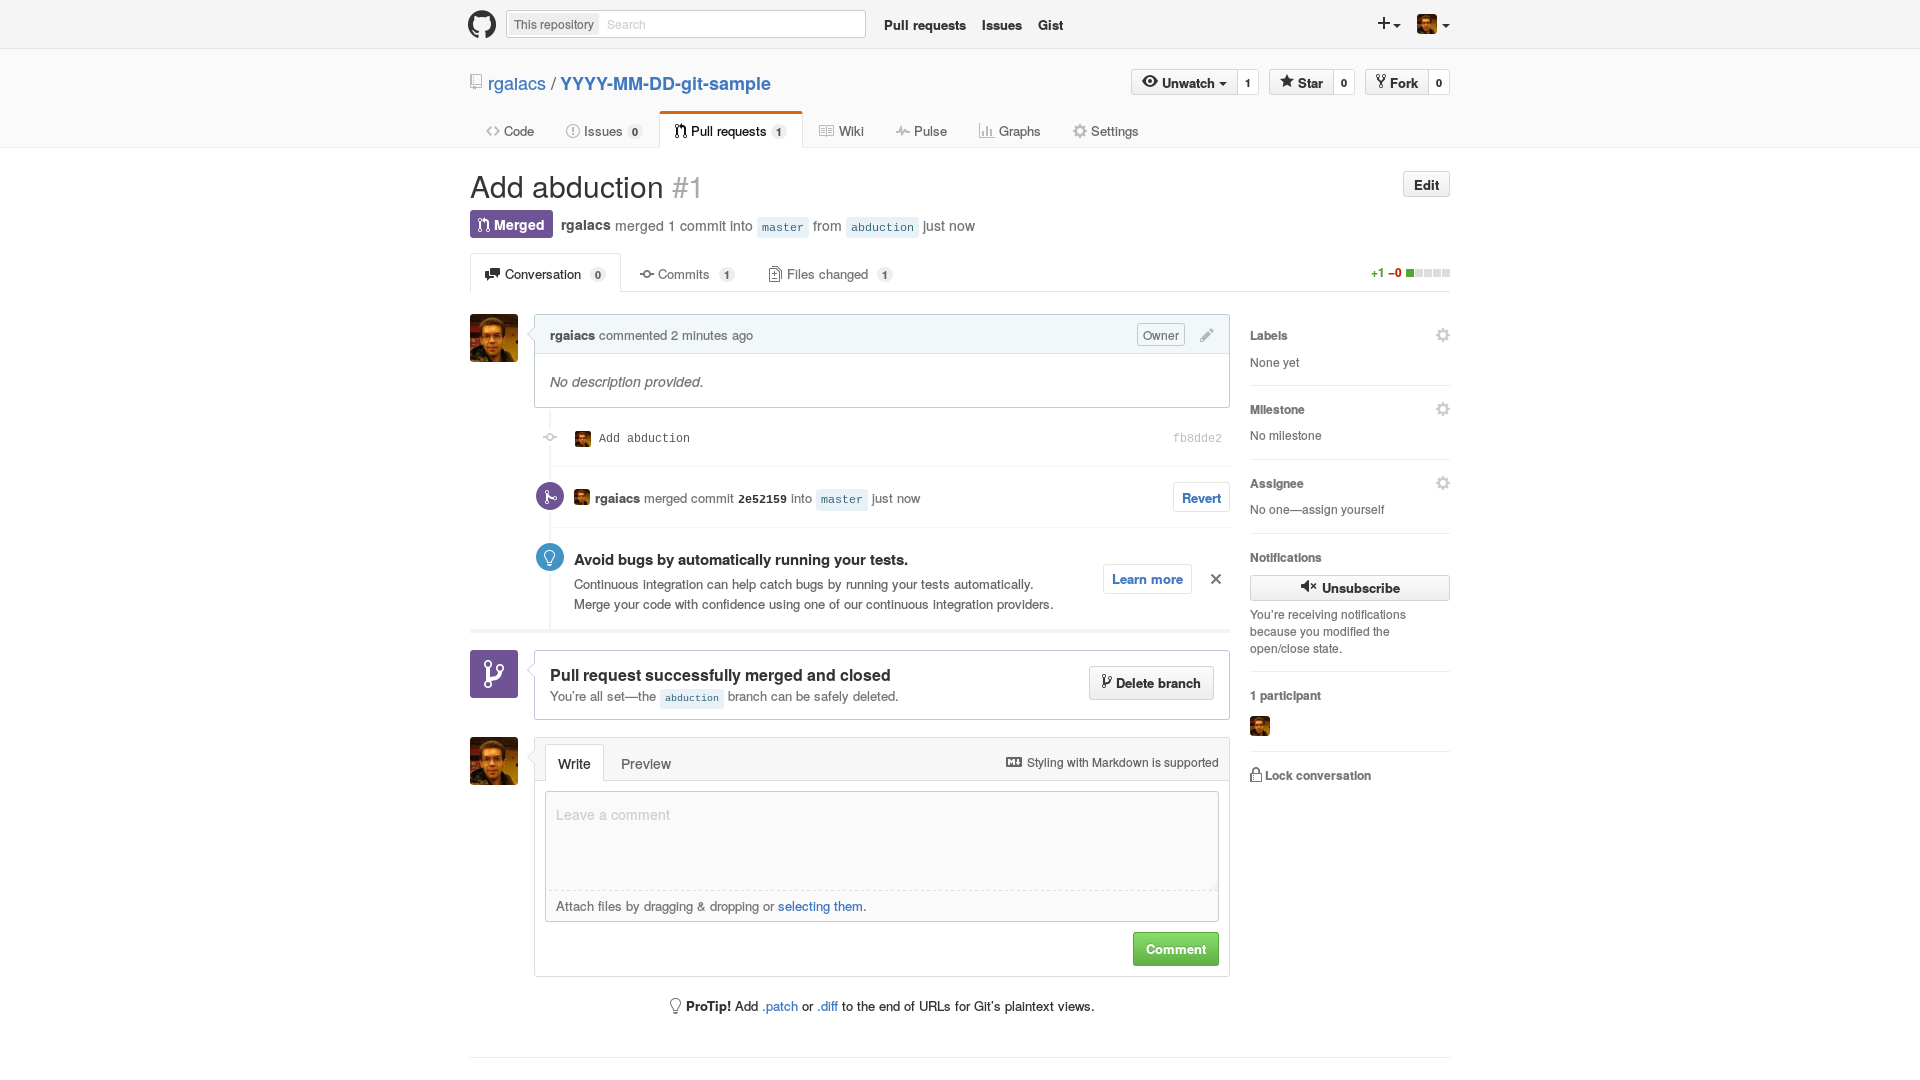 This repository Search Pull requests Issues Gist
rgaiacs / YYYY-MM-DD-git-sample Unwatch 1 Star 0 Fork 0
Code Issues 0 Pull requests 1 Wiki Pulse Graphs Settings
Add abduction #1 Edit
Merged rgaiacs merged 1 commit into master from abduction just now
Conversation 0 Commits 1 Files changed 1 +1 −0
rgaiacs commented 2 minutes ago Owner
No description provided.
Add abduction fb8dde2
rgaiacs merged commit 2e52159 into master just now Revert
Avoid bugs by automatically running your tests.
Continuous integration can help catch bugs by running your tests automatically.
Merge your code with confidence using one of our continuous integration providers.
Learn more
Pull request successfully merged and closed
You're all set—the abduction branch can be safely deleted.
Delete branch
Write Preview Styling with Markdown is supported
Leave a comment
Attach files by dragging & dropping or selecting them.
Comment
ProTip! Add .patch or .diff to the end of URLs for Git's plaintext views.
Labels
None yet
Milestone
No milestone
Assignee
No one—assign yourself
Notifications
Unsubscribe
You're receiving notifications
because you modified the
open/close state.
1 participant
Lock conversation